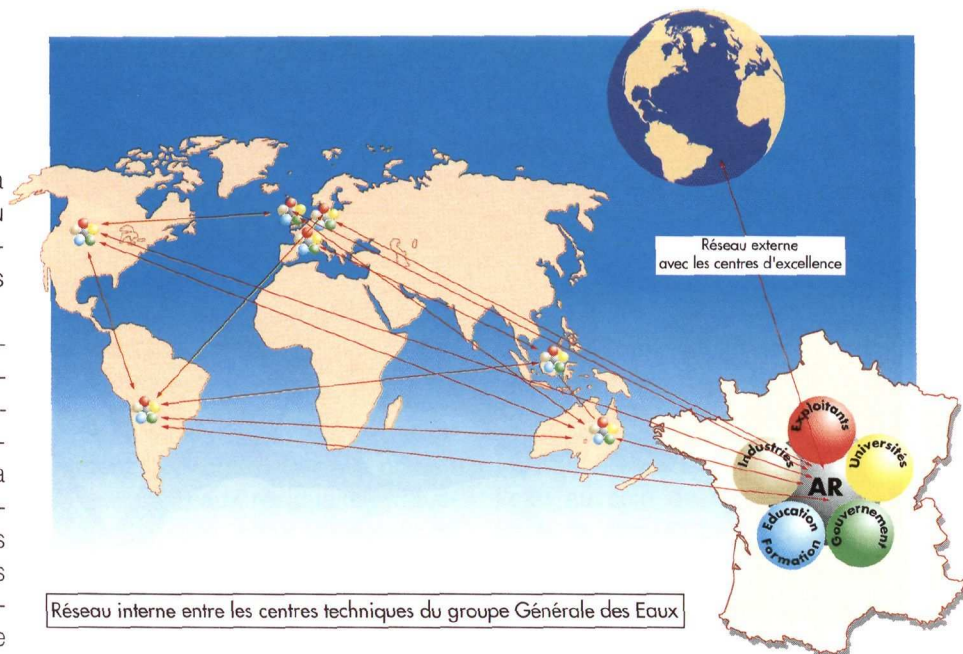 Réseau externe
avec les centres d'excellence
Exploitants
Industries
Universités
AR
Education
Formation
Gouvernement
Réseau interne entre les centres techniques du groupe Générale des Eaux